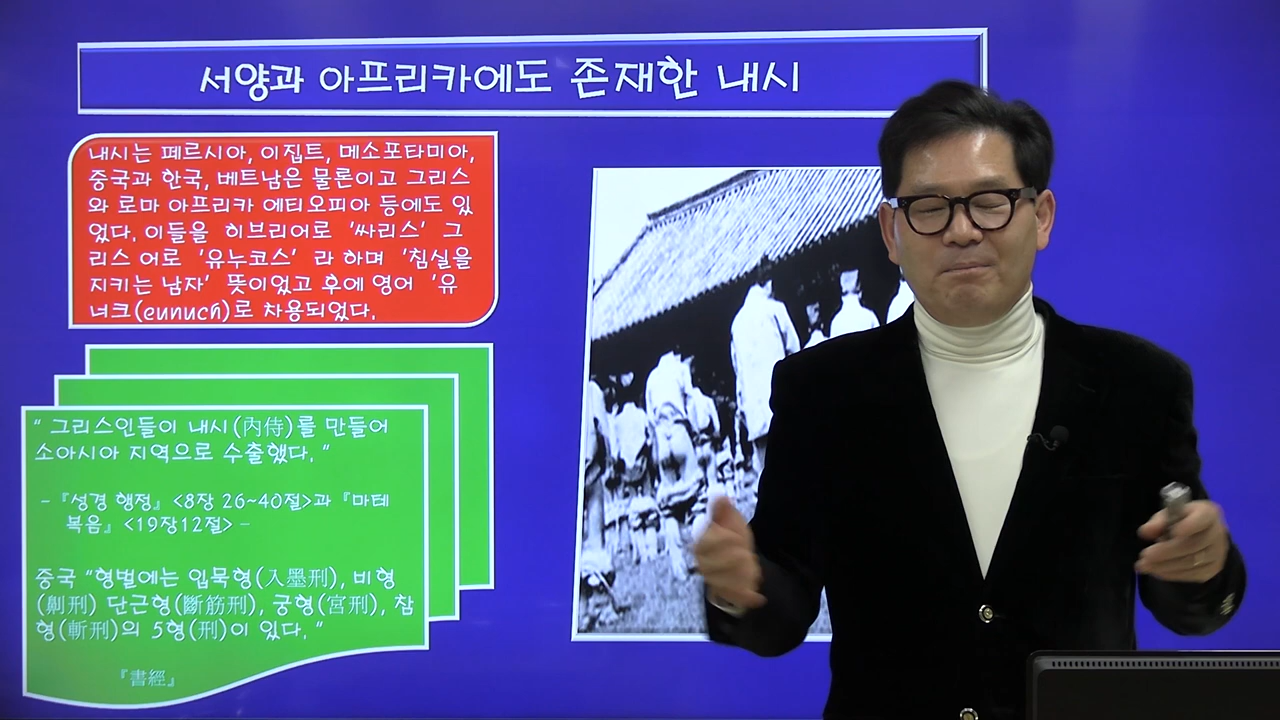 서양과 아프리카에도 존재한 내시
내시는 페르시아, 이집트, 메소포타미아,
중국과 한국, 베트남은 물론이고 그리스
와 로마 아프리카 에티오피아 등에도 있
었다. 이들을 히브리어로 '싸리스' 그
리스 어로 '유누코스' 라 하며 '침실을
지키는 남자' 뜻이었고 후에 영어 '유
너크(eunuch)로 차용되었다.
" 그리스인들이 내시(內侍)를 만들어
소아시아 지역으로 수출했다. "
-『성경 행정』<8장 26~40절>과『마테
복음』<19장12절> -
중국 "형벌에는 입묵형(入墨刑), 비형
(劓刑) 단근형(斷筋刑), 궁형(宮刑), 참
형(斬刑)의 5형(刑)이 있다. "
『書經』